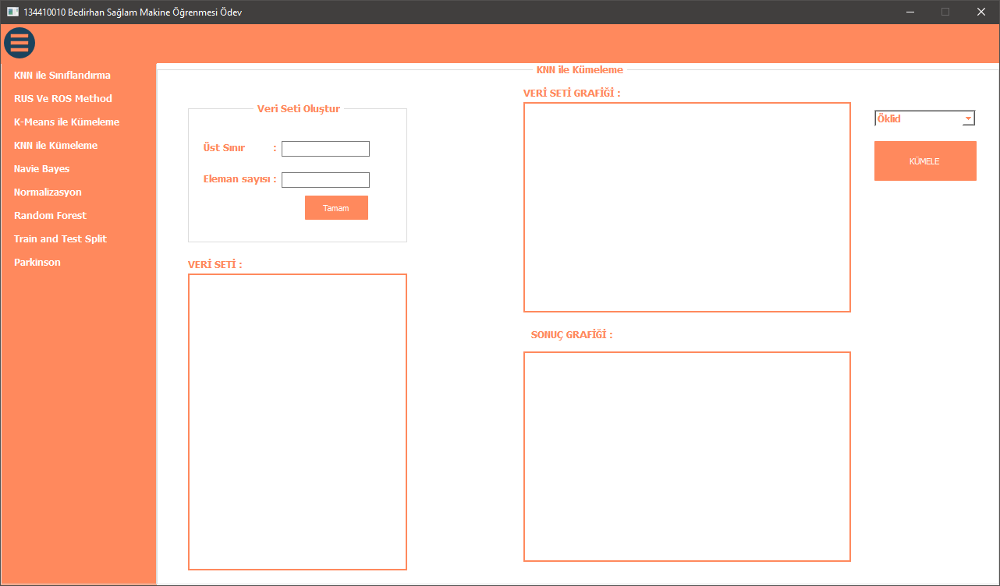 134410010 Bedirhan Sağlam Makine Öğrenmesi Ödev
KNN ile Sınıflandırma
RUS Ve ROS Method
K-Means ile Kümeleme
KNN ile Kümeleme
Navie Bayes
Normalizasyon
Random Forest
Train and Test Split
Parkinson
KNN ile Kümeleme
Veri Seti Oluştur
Üst Sınır :
Eleman sayısı :
Tamam
VERİ SETİ :
VERİ SETİ GRAFİĞİ :
SONUÇ GRAFİĞİ :
Öklid
KÜMELE